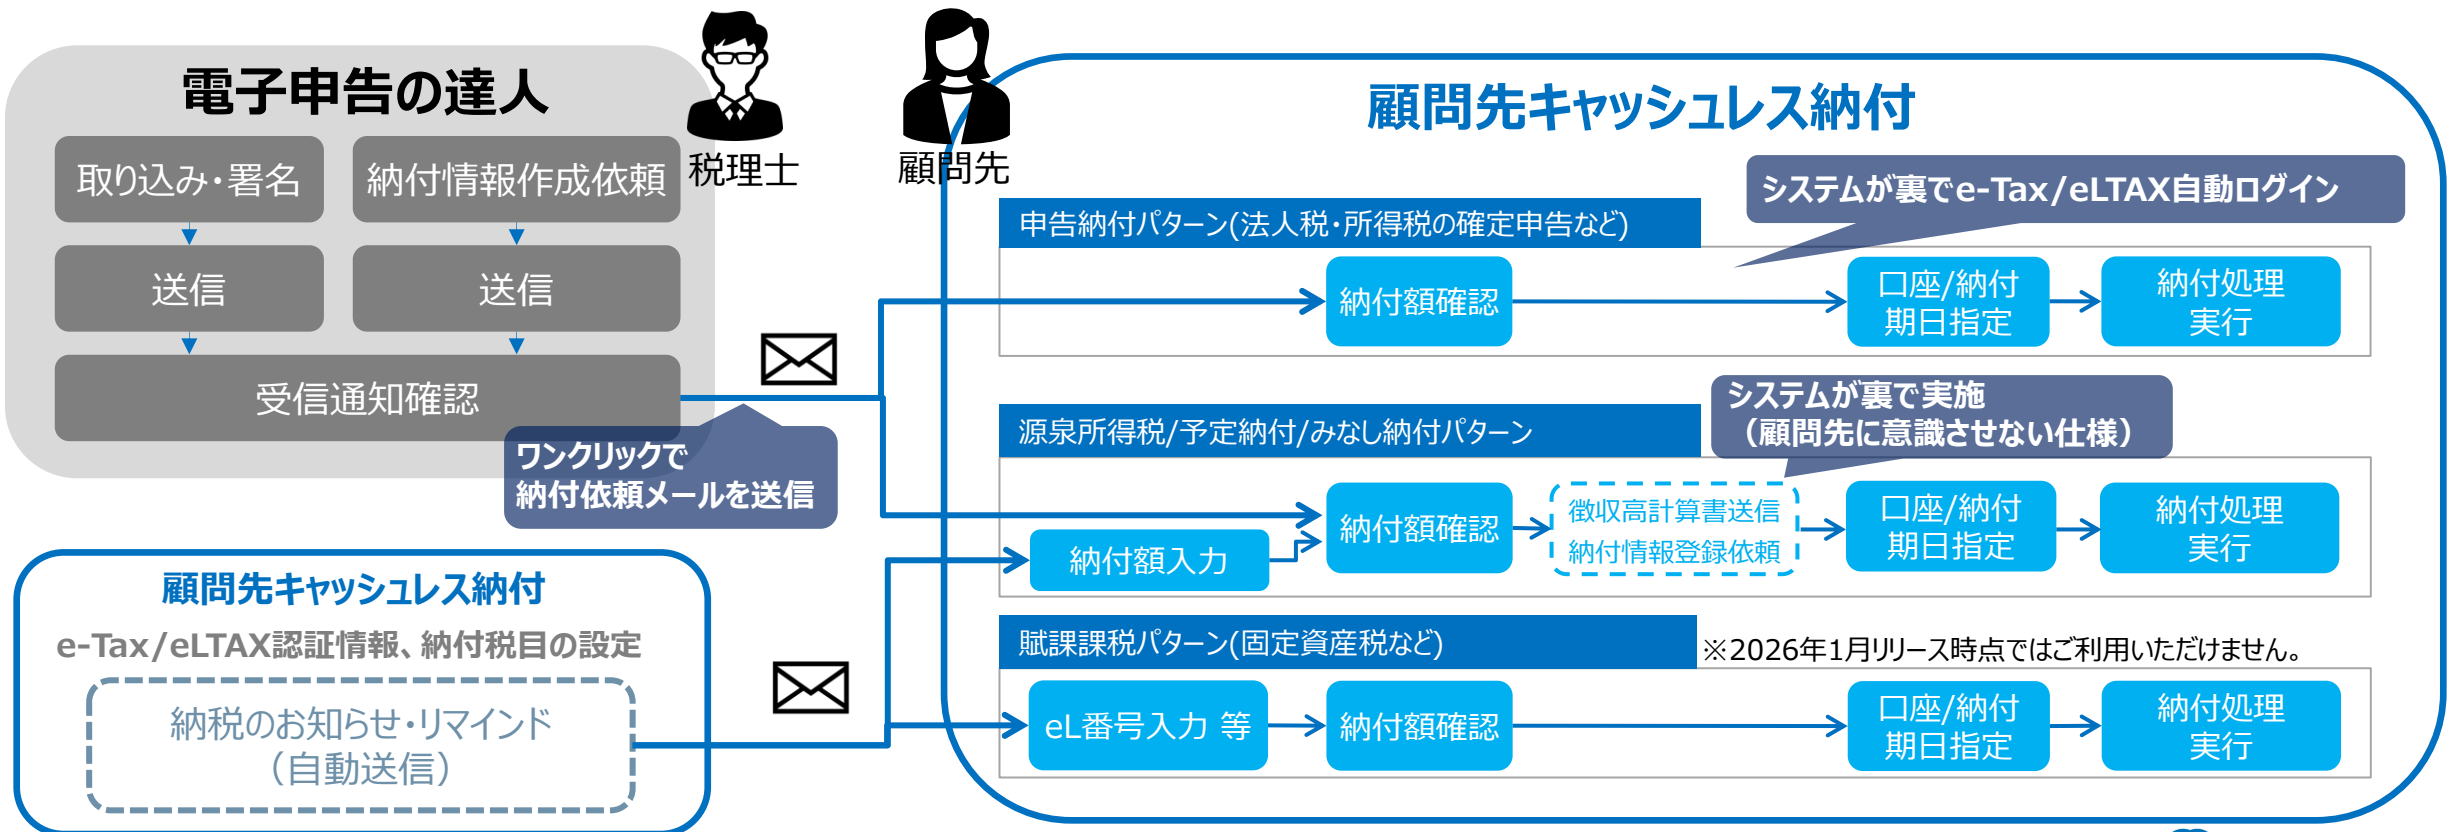 電子申告の達人
取り込み・署名
納付情報作成依頼
送信
送信
受信通知確認
税理士
顧問先
ワンクリックで
納付依頼メールを送信
顧問先キャッシュレス納付
e-Tax/eLTAX認証情報、納付税目の設定
納税のお知らせ・リマインド
（自動送信）
顧問先キャッシュレス納付
システムが裏でe-Tax/eLTAX自動ログイン
申告納付パターン(法人税・所得税の確定申告など)
納付額確認
口座/納付
期日指定
納付処理
実行
システムが裏で実施
（顧問先に意識させない仕様）
源泉所得税/予定納付/みなし納付パターン
納付額入力
納付額確認
徴収高計算書送信
納付情報登録依頼
口座/納付
期日指定
納付処理
実行
賦課課税パターン(固定資産税など)
※2026年1月リリース時点ではご利用いただけません。
eL番号入力 等
納付額確認
口座/納付
期日指定
納付処理
実行